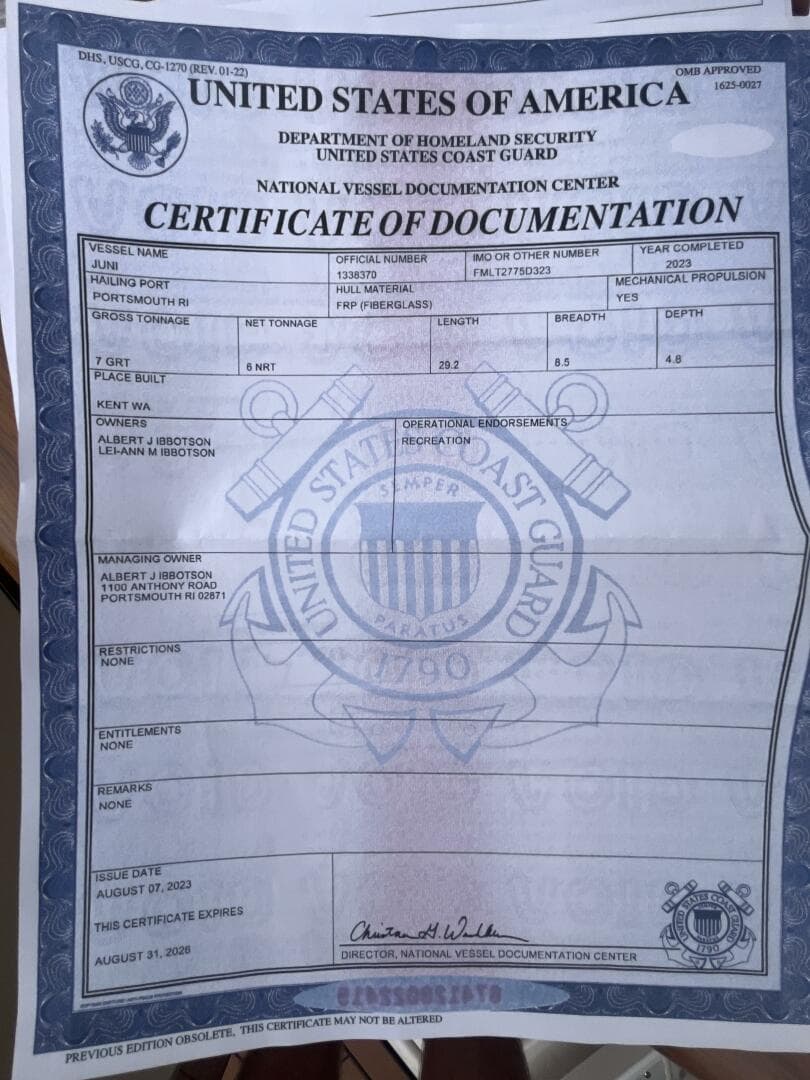 DHS, USCG, CG-1270 (REV. 01-22)
OMB APPROVED
1625-0027
UNITED STATES OF AMERICA
DEPARTMENT OF HOMELAND SECURITY
UNITED STATES COAST GUARD
NATIONAL VESSEL DOCUMENTATION CENTER
CERTIFICATE OF DOCUMENTATION
VESSEL NAME
JUNI
OFFICIAL NUMBER
1338370
IMO OR OTHER NUMBER
FMLT2775D323
YEAR COMPLETED
2023
HAILING PORT
PORTSMOUTH RI
HULL MATERIAL
FRP (FIBERGLASS)
MECHANICAL PROPULSION
YES
GROSS TONNAGE
7 GRT
NET TONNAGE
6 NRT
LENGTH
29.2
BREADTH
8.5
DEPTH
4.8
PLACE BUILT
KENT WA
OWNERS
ALBERT J IBBOTSON
LEI-ANN M IBBOTSON
OPERATIONAL ENDORSEMENTS
RECREATION
UNITED STATES COAST GUARD
SEMPER
PARATUS
1790
MANAGING OWNER
ALBERT J IBBOTSON
1100 ANTHONY ROAD
PORTSMOUTH RI 02871
RESTRICTIONS
NONE
ENTITLEMENTS
NONE
REMARKS
NONE
ISSUE DATE
AUGUST 07, 2023
THIS CERTIFICATE EXPIRES
AUGUST 31, 2026
DIRECTOR, NATIONAL VESSEL DOCUMENTATION CENTER
UNITED STATES COAST GUARD
1790
PREVIOUS EDITION OBSOLETE, THIS CERTIFICATE MAY NOT BE ALTERED